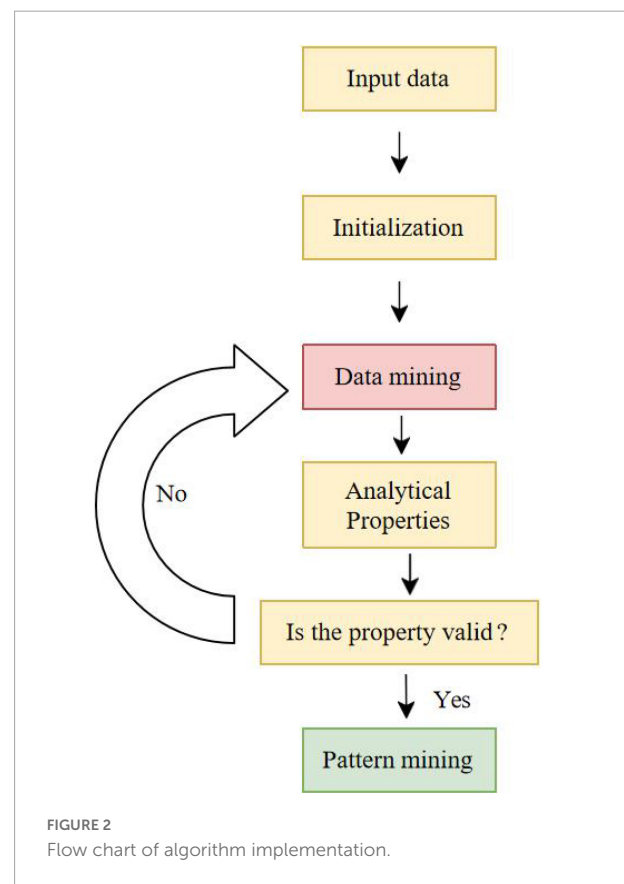 Input data
Initialization
Data mining
No
Analytical
Properties
Is the property valid?
Yes
Pattern mining
FIGURE 2
Flow chart of algorithm implementation.